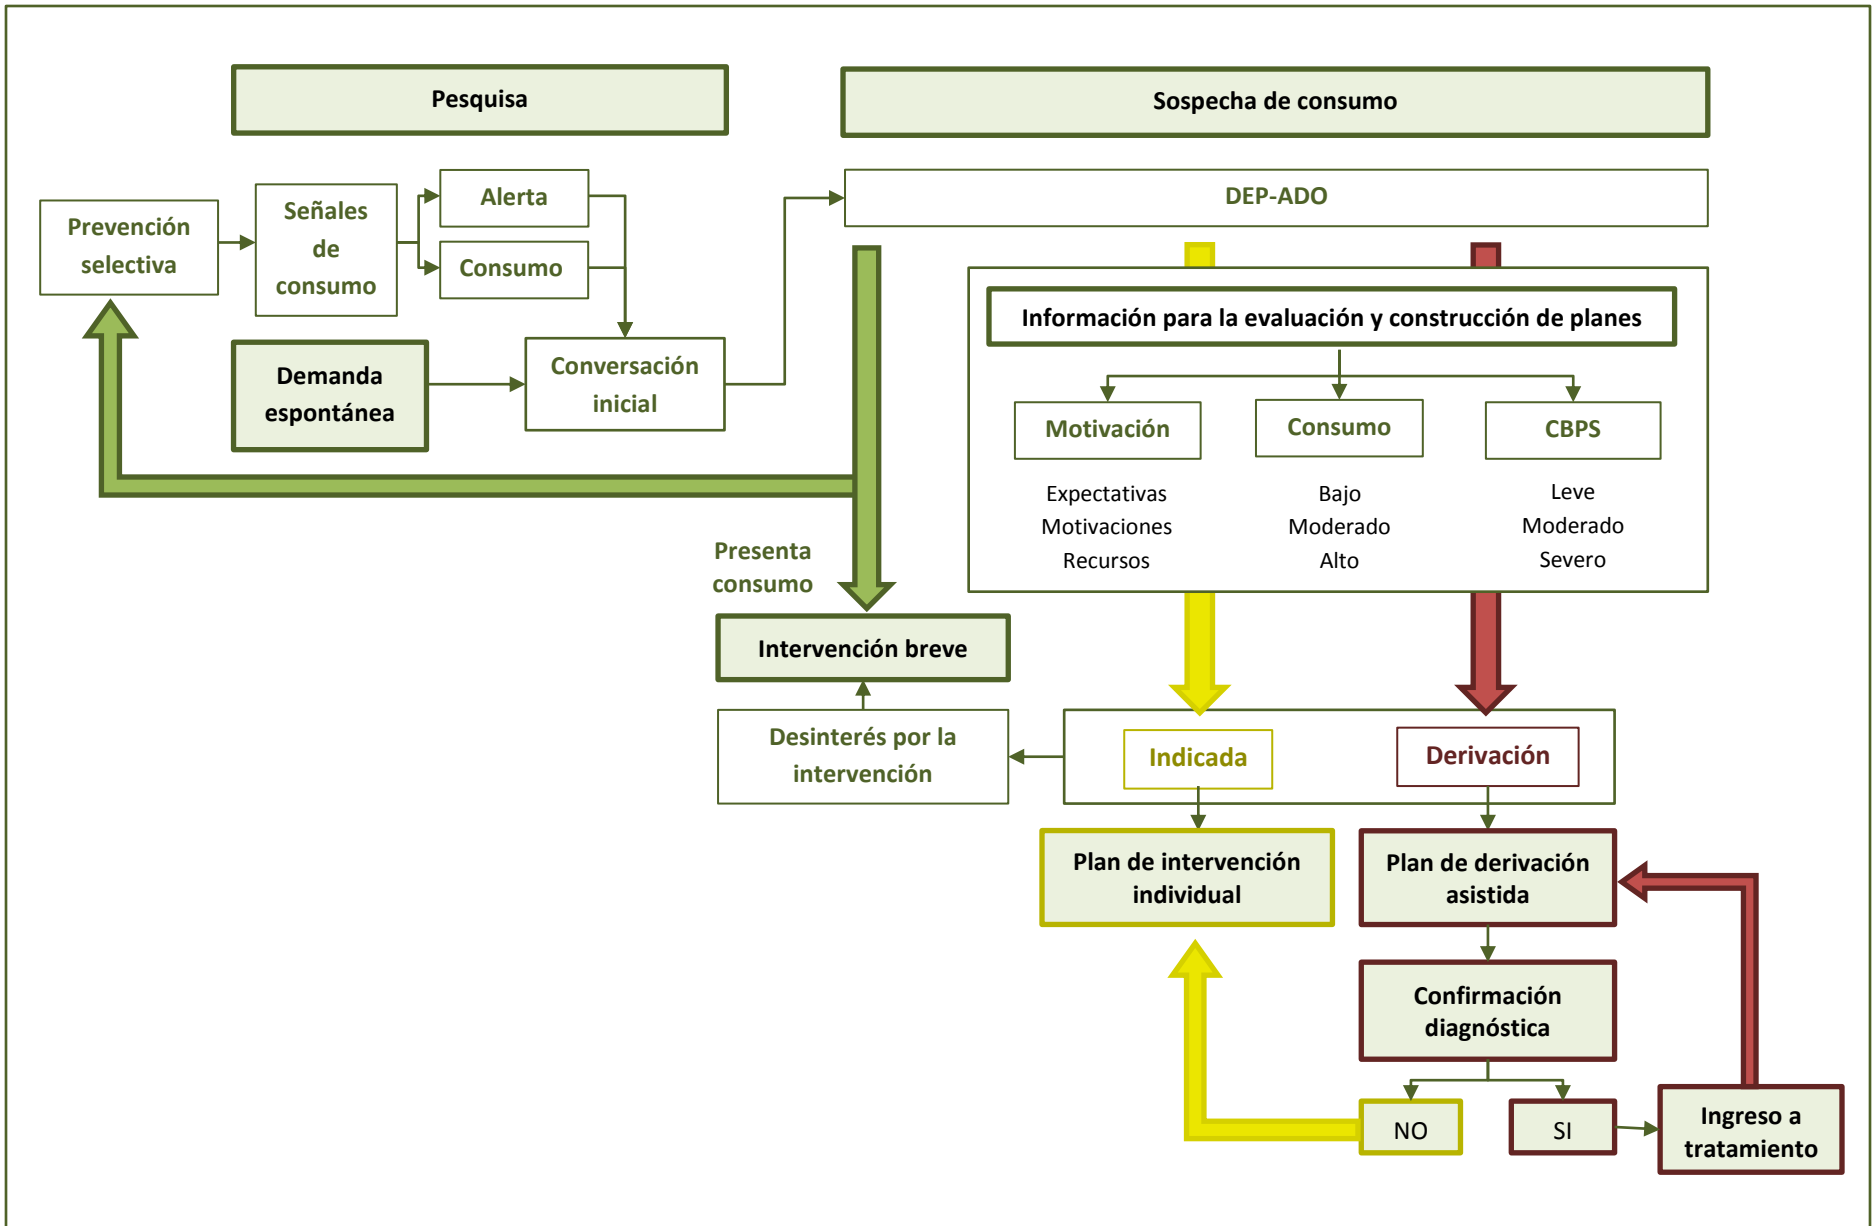 Pesquisa
Sospecha de consumo
Prevención
selectiva
Señales
de
consumo
Alerta
Consumo
DEP-ADO
Demanda
espontánea
Conversación
inicial
Información para la evaluación y construcción de planes
Motivación
Consumo
CBPS
Expectativas
Motivaciones
Recursos
Bajo
Moderado
Alto
Leve
Moderado
Severo
Presenta
consumo
Intervención breve
Desinterés por la
intervención
Indicada
Derivación
Plan de intervención
individual
Plan de derivación
asistida
Confirmación
diagnóstica
NO
SI
Ingreso a
tratamiento